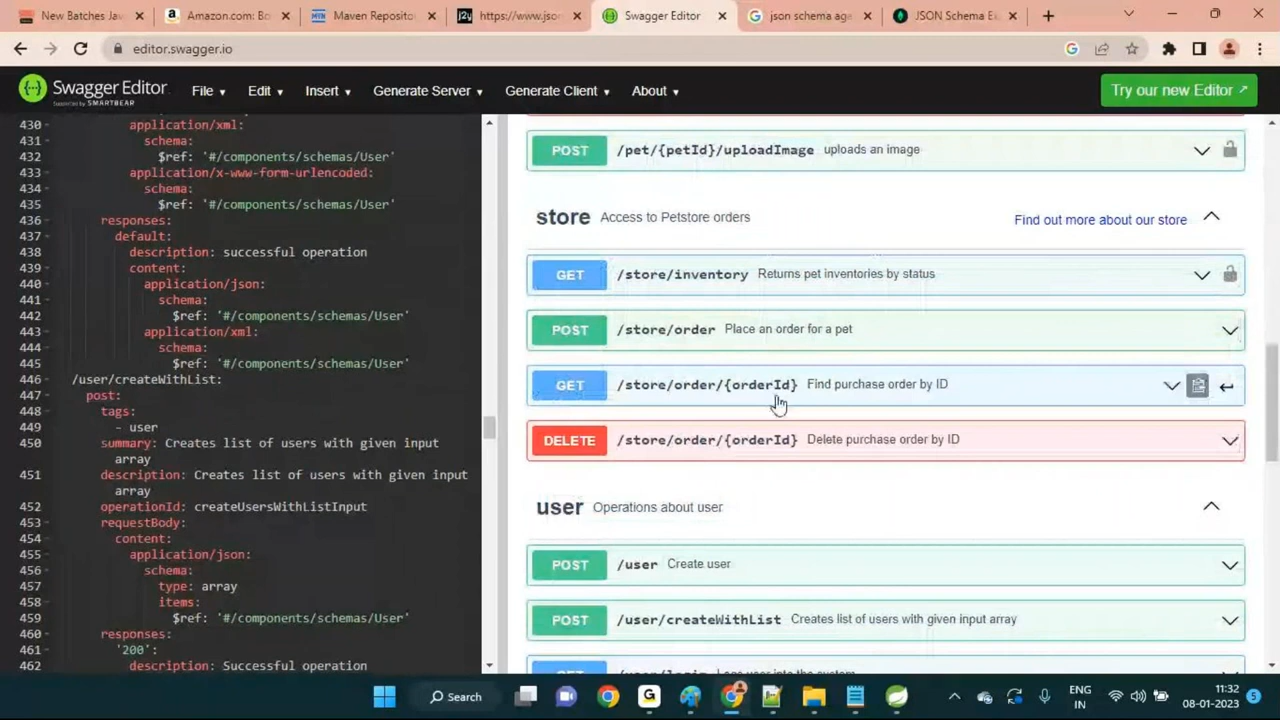 New Batches Jav
Amazon.com: Bo
Maven Reposito
https://www.jso
Swagger Editor
json schema age
JSON Schema Ex
editor.swagger.io
Swagger Editor
Supported by SMARTBEAR
File
Edit
Insert
Generate Server
Generate Client
About
Try our new Editor
430 application/xml:
431 schema:
432 $ref: '#/components/schemas/User'
433 application/x-www-form-urlencoded:
434 schema:
435 $ref: '#/components/schemas/User'
436 responses:
437 default:
438 description: successful operation
439 content:
440 application/json:
441 schema:
442 $ref: '#/components/schemas/User'
443 application/xml:
444 schema:
445 $ref: '#/components/schemas/User'
446 /user/createWithList:
447 post:
448 tags:
449 - user
450 summary: Creates list of users with given input
array
451 description: Creates list of users with given input
array
452 operationId: createUsersWithListInput
453 requestBody:
454 content:
455 application/json:
456 schema:
457 type: array
458 items:
459 $ref: '#/components/schemas/User'
460 responses:
461 '200':
462 description: Successful operation
POST /pet/{petId}/uploadImage uploads an image
store Access to Petstore orders Find out more about our store
GET /store/inventory Returns pet inventories by status
POST /store/order Place an order for a pet
GET /store/order/{orderId} Find purchase order by ID
DELETE /store/order/{orderId} Delete purchase order by ID
user Operations about user
POST /user Create user
POST /user/createWithList Creates list of users with given input array
GET /user/login Logs user into the system
Search
ENG
IN
11:32
08-01-2023
5